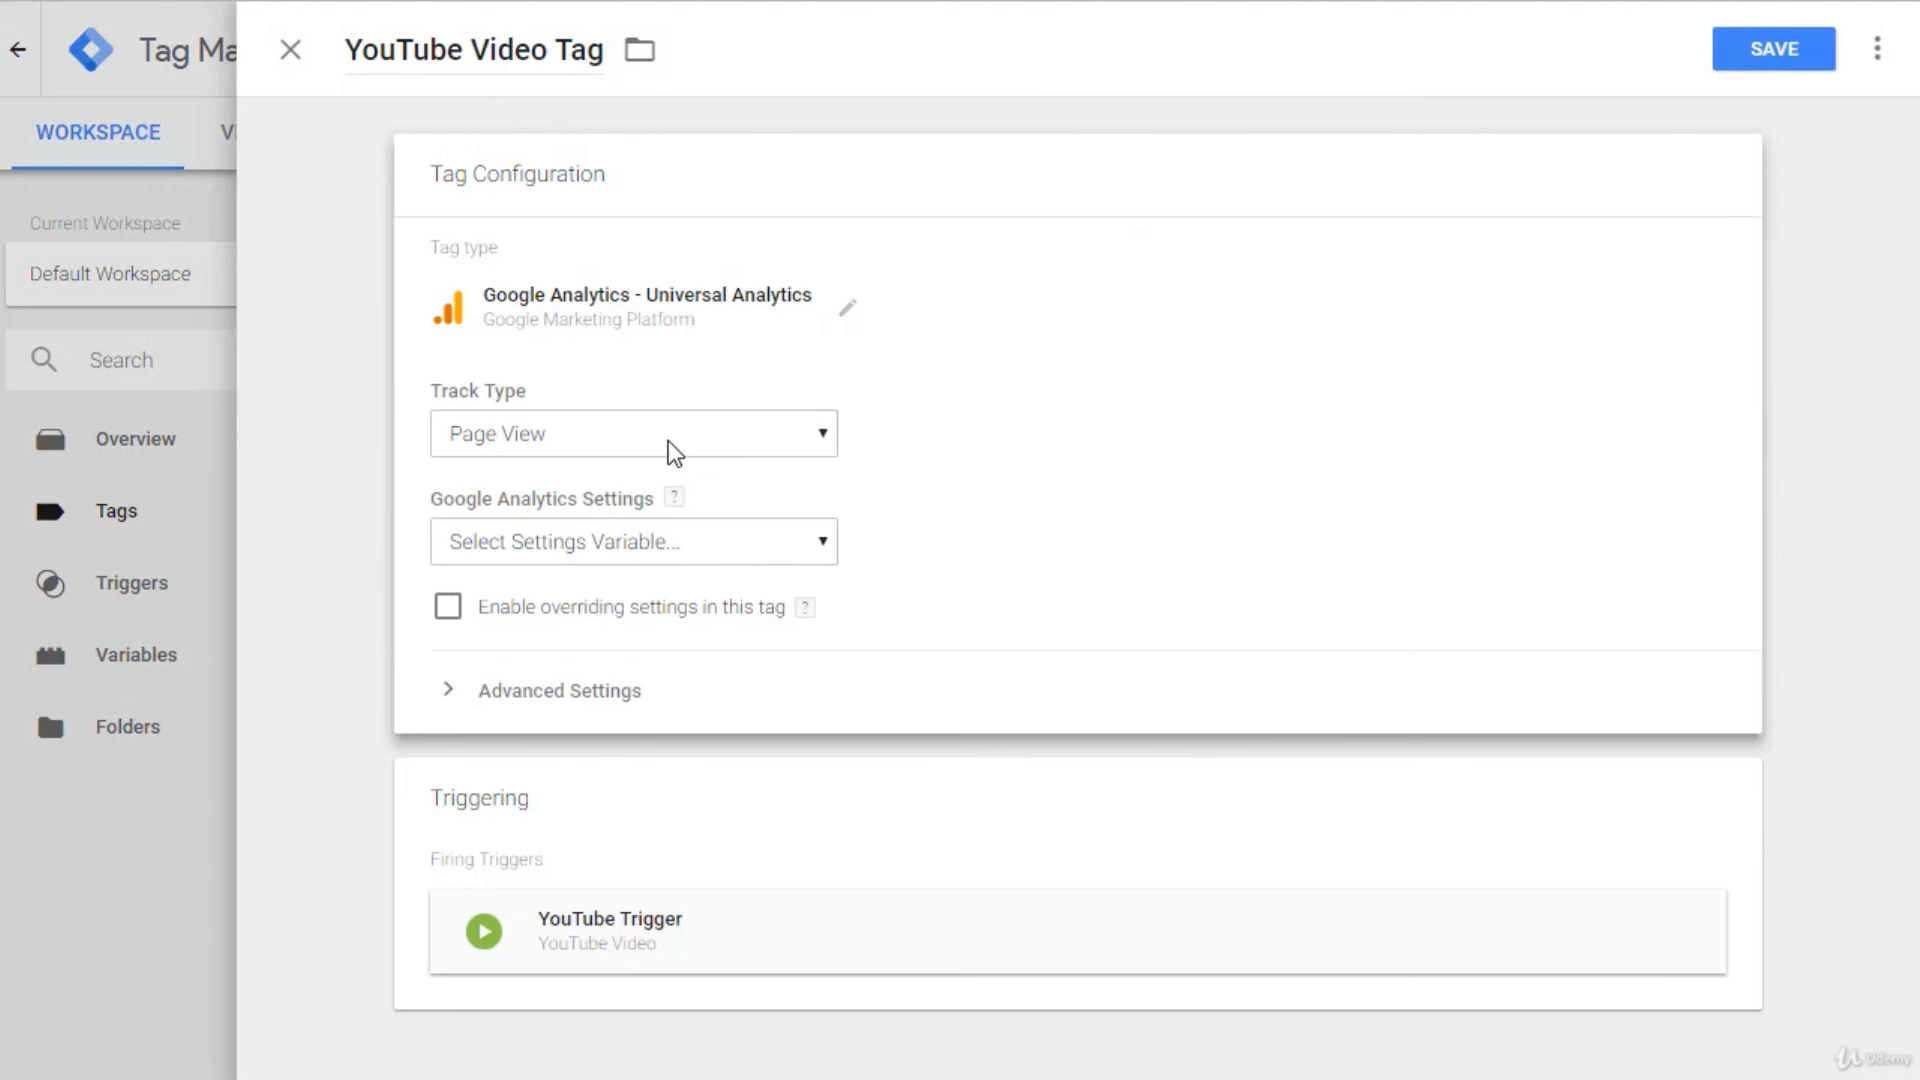 Tag Ma
YouTube Video Tag
SAVE
WORKSPACE
V
Current Workspace
Default Workspace
Search
Overview
Tags
Triggers
Variables
Folders
Tag Configuration
Tag type
Google Analytics - Universal Analytics
Google Marketing Platform
Track Type
Page View
Google Analytics Settings ?
Select Settings Variable...
Enable overriding settings in this tag ?
Advanced Settings
Triggering
Firing Triggers
YouTube Trigger
YouTube Video
Udemy